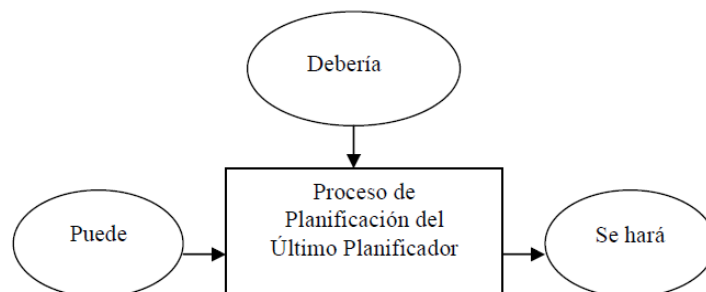 Debería
Proceso de
Planificación del
Último Planificador
Puede
Se hará